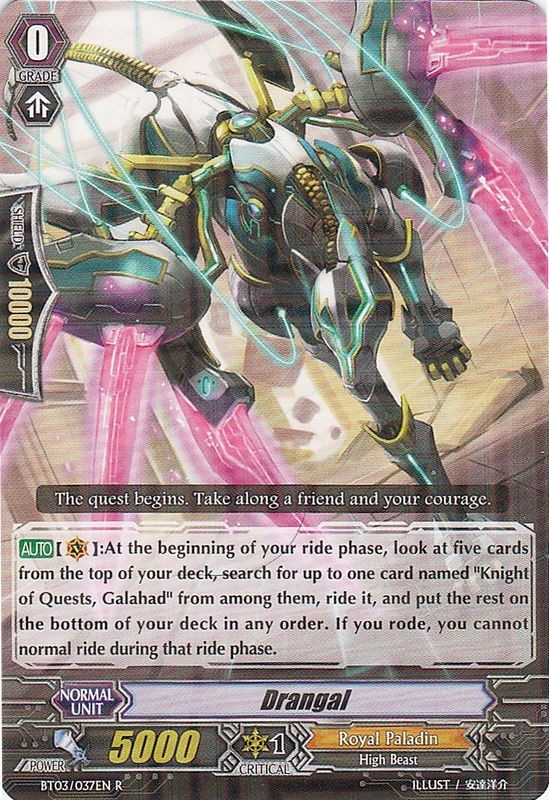 0
GRADE
SHIELD
10000
The quest begins. Take along a friend and your courage.
AUTO【 】:At the beginning of your ride phase, look at five cards
from the top of your deck, search for up to one card named "Knight
of Quests, Galahad" from among them, ride it, and put the rest on
the bottom of your deck in any order. If you rode, you cannot
normal ride during that ride phase.
NORMAL
UNIT
Drangal
POWER
5000
1
CRITICAL
Royal Paladin
High Beast
BT03/037EN R
ILLUST / 安達洋介